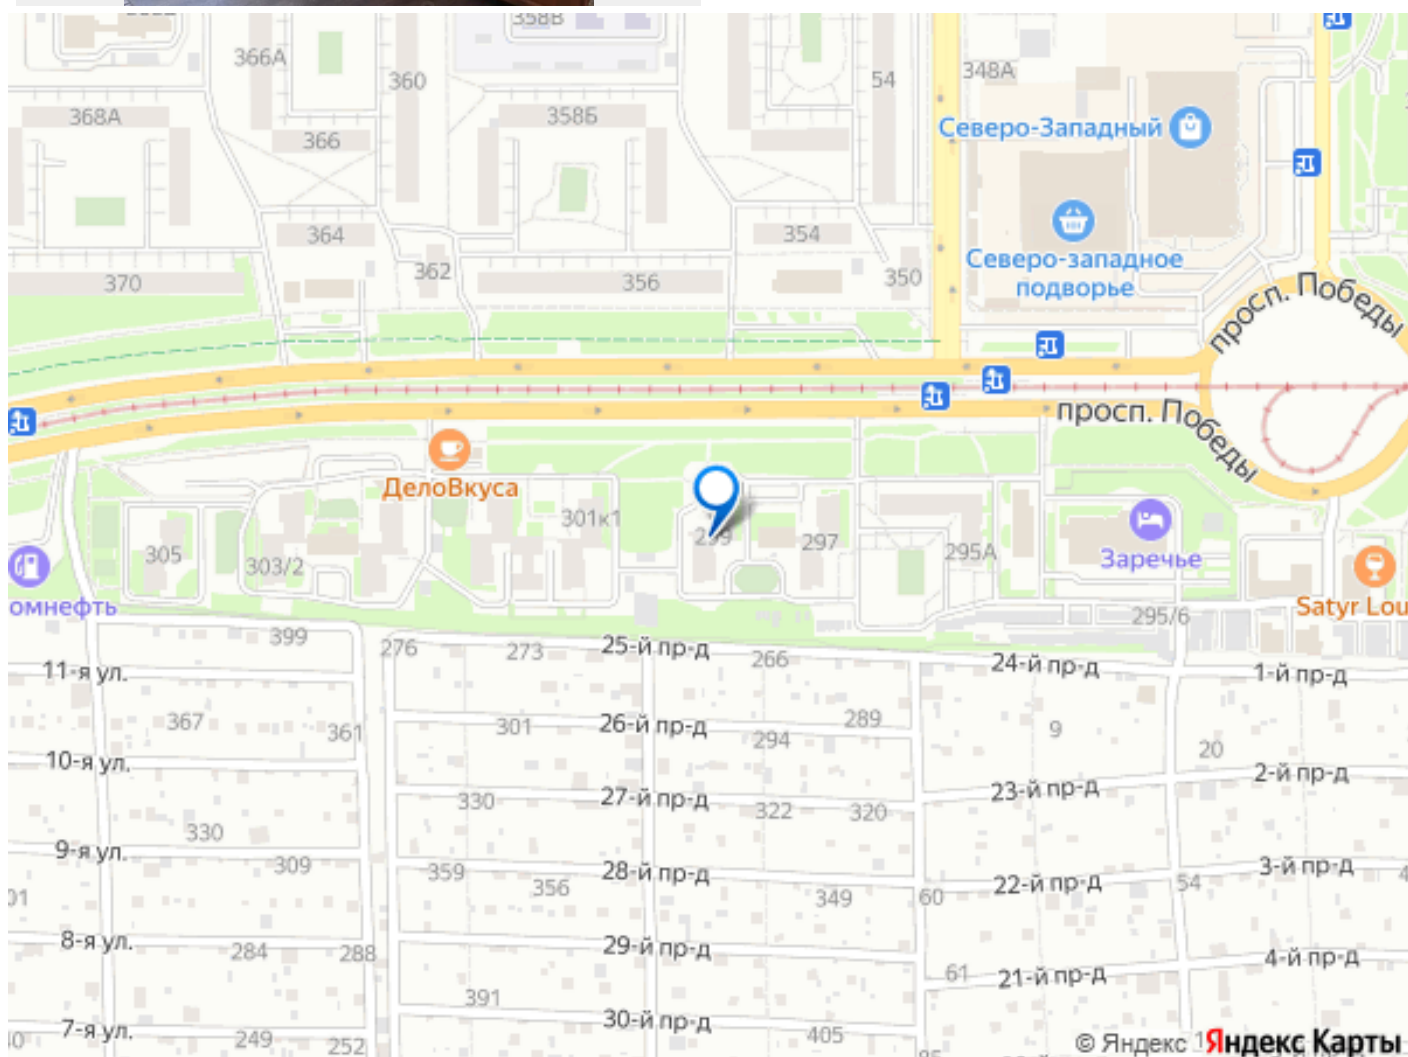 358В
366А
360
54
348А
368А
358Б
366
Северо-Западный
364
354
362
350
370
356
Северо-западное
подворье
просп. Победы
просп. Победы
ДелоВкуса
301к1
299
297
295А
305
303/2
Заречье
омнефть
295/6
Satyr Lou
399
276
273
25-й пр-д
266
24-й пр-д
1-й пр-д
11-я ул.
367
361
301
26-й пр-д
294
289
9
20
10-я ул.
2-й пр-д
330
27-й пр-д
322
320
23-й пр-д
330
9-я ул.
309
359
356
28-й пр-д
349
60
22-й пр-д
54
3-й пр-д
01
8-я ул.
284
288
29-й пр-д
61
21-й пр-д
4-й пр-д
391
7-я ул.
249
252
30-й пр-д
405
© Яндекс
Яндекс Карты